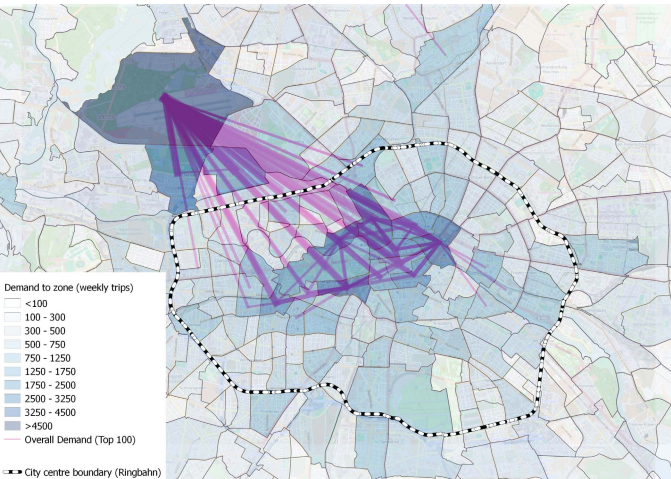 Demand to zone (weekly trips)
<100
100 - 300
300 - 500
500 - 750
750 - 1250
1250 - 1750
1750 - 2500
2500 - 3250
3250 - 4500
>4500
Overall Demand (Top 100)
City centre boundary (Ringbahn)